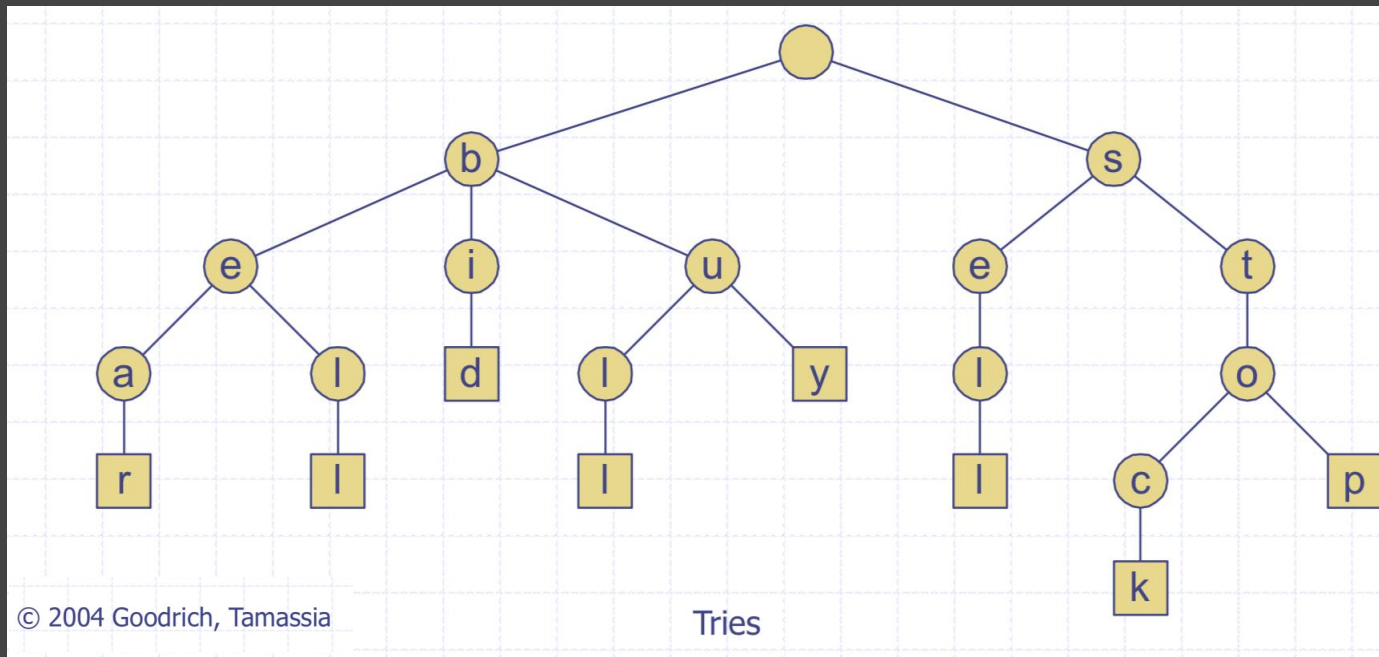 b s
e i u e t
a l d l y l o
r l l l c p
k
© 2004 Goodrich, Tamassia
Tries